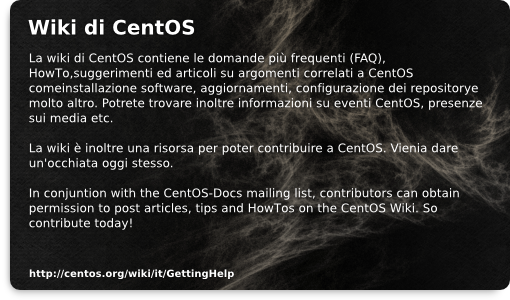 Wiki di CentOS
La wiki di CentOS contiene le domande più frequenti (FAQ),
HowTo,suggerimenti ed articoli su argomenti correlati a CentOS
comeinstallazione software, aggiornamenti, configurazione dei repositorye
molto altro. Potrete trovare inoltre informazioni su eventi CentOS, presenze
sui media etc.
La wiki è inoltre una risorsa per poter contribuire a CentOS. Vienia dare
un'occhiata oggi stesso.
In conjuntion with the CentOS-Docs mailing list, contributors can obtain
permission to post articles, tips and HowTos on the CentOS Wiki. So
contribute today!
http://centos.org/wiki/it/GettingHelp